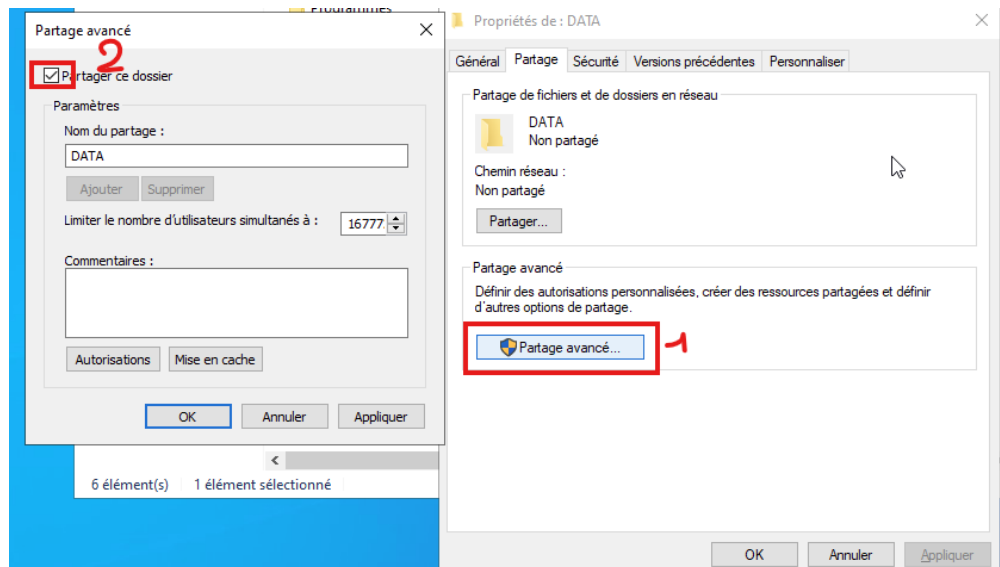 Programmes
Partage avancé
2
Partager ce dossier
Paramètres
Nom du partage :
DATA
Ajouter
Supprimer
Limiter le nombre d'utilisateurs simultanés à :
16777
Commentaires :
Autorisations
Mise en cache
OK
Annuler
Appliquer
6 élément(s)
1 élément sélectionné
Propriétés de : DATA
Général
Partage
Sécurité
Versions précédentes
Personnaliser
Partage de fichiers et de dossiers en réseau
DATA
Non partagé
Chemin réseau :
Non partagé
Partager...
Partage avancé
Définir des autorisations personnalisées, créer des ressources partagées et définir
d'autres options de partage.
Partage avancé...
1
OK
Annuler
Appliquer